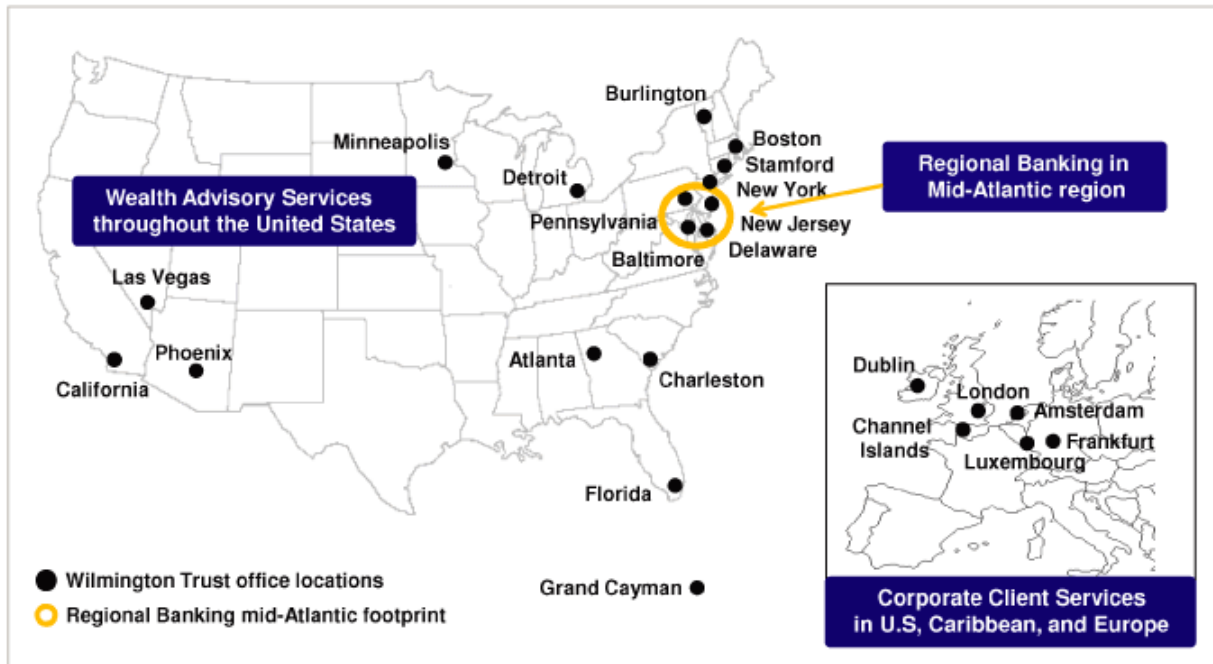 Burlington
Minneapolis
Boston
Stamford
Detroit
New York
Regional Banking in
Mid-Atlantic region
Wealth Advisory Services
throughout the United States
Pennsylvania
New Jersey
Delaware
Baltimore
Las Vegas
Phoenix
California
Atlanta
Charleston
Florida
Dublin
London
Amsterdam
Channel
Islands
Frankfurt
Luxembourg
Wilmington Trust office locations
Grand Cayman
Regional Banking mid-Atlantic footprint
Corporate Client Services
in U.S, Caribbean, and Europe